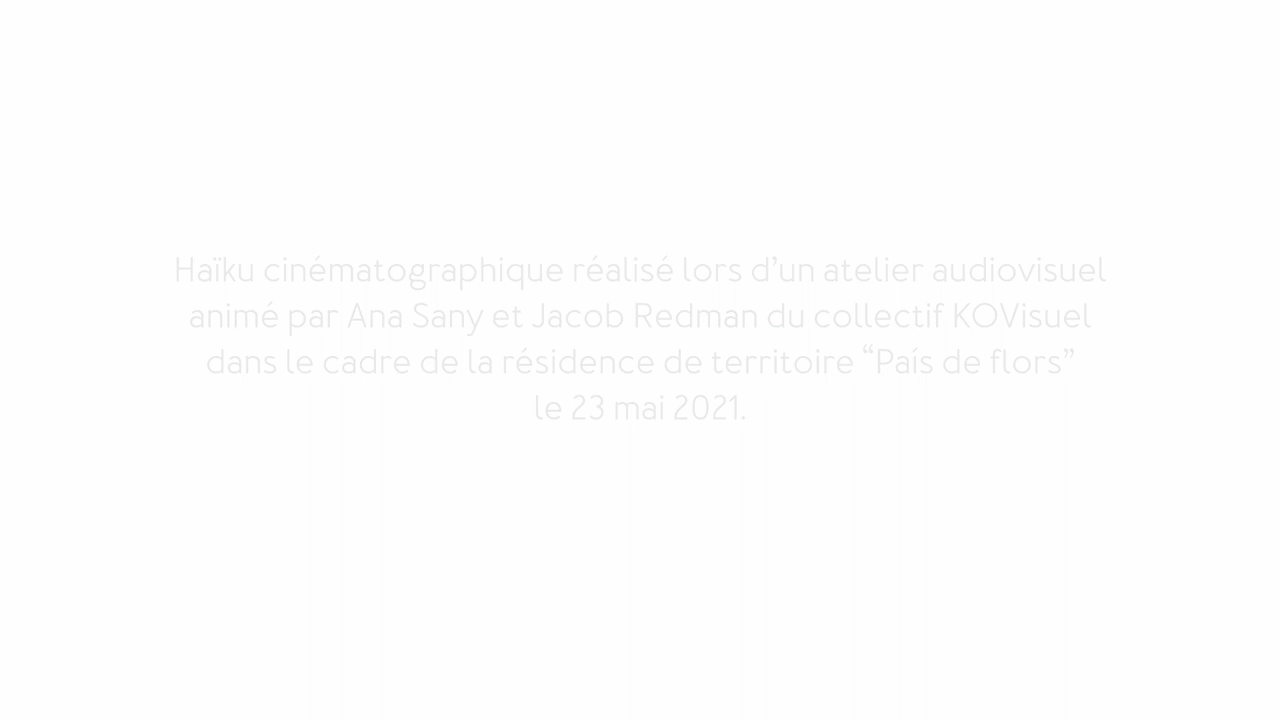 Haïku cinématographique réalisé lors d’un atelier audiovisuel
animé par Ana Sany et Jacob Redman du collectif KOVisuel
dans le cadre de la résidence de territoire “País de flors”
le 23 mai 2021.